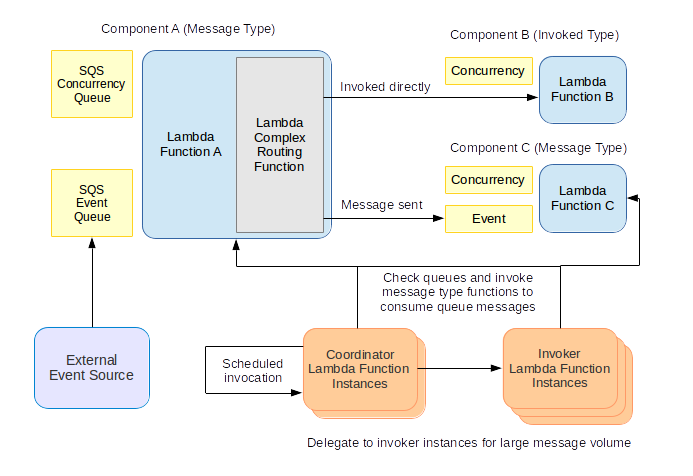 Component A (Message Type)
SQS
Concurrency
Queue
SQS
Event
Queue
Lambda
Function A
Lambda
Complex
Routing
Function
Invoked directly
Message sent
Component B (Invoked Type)
Concurrency
Lambda
Function B
Component C (Message Type)
Concurrency
Event
Lambda
Function C
Check queues and invoke
message type functions to
consume queue messages
External
Event Source
Scheduled
invocation
Coordinator
Lambda Function
Instances
Invoker
Lambda Function
Instances
Delegate to invoker instances for large message volume